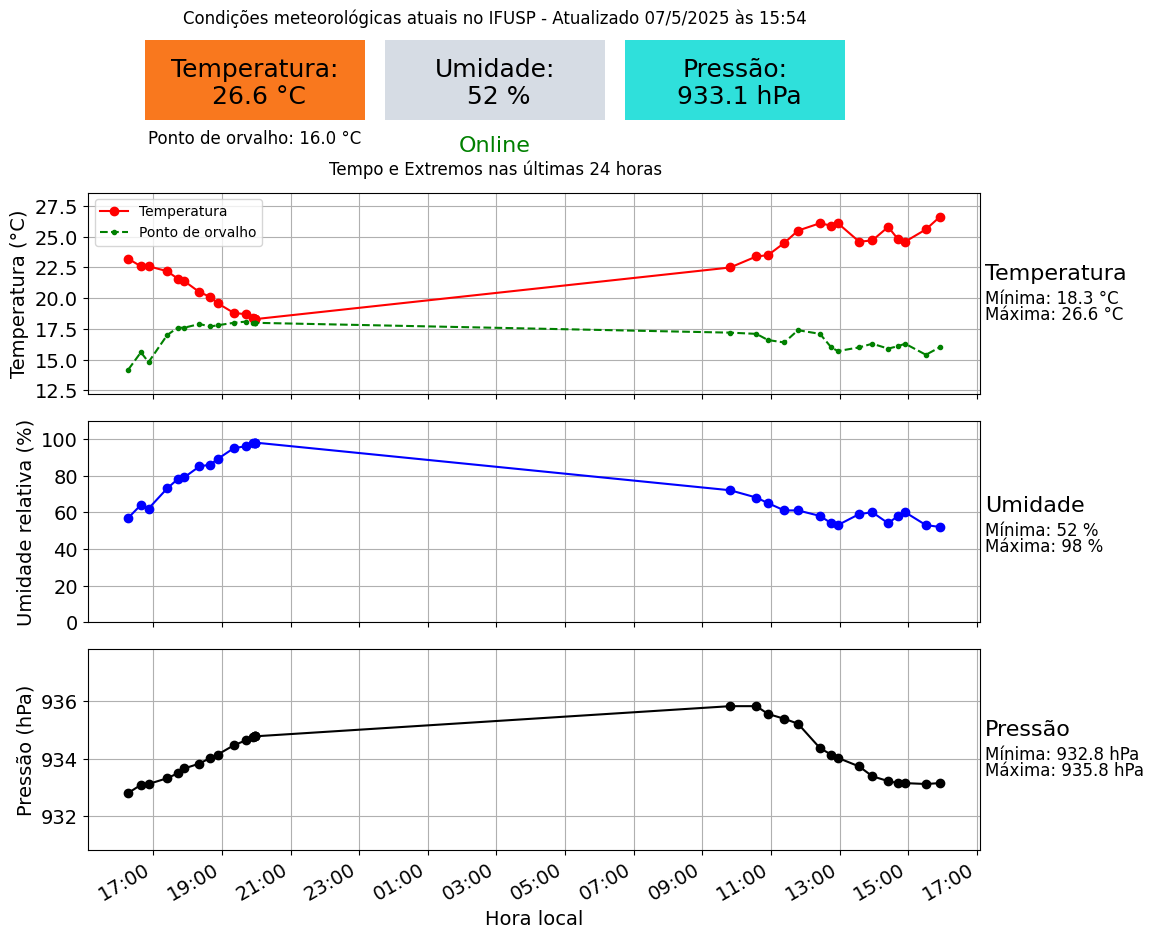 Condições meteorológicas atuais no IFUSP - Atualizado 07/5/2025 às 15:54
Temperatura:
26.6 °C
Umidade:
52 %
Pressão:
933.1 hPa
Ponto de orvalho: 16.0 °C
Online
Tempo e Extremos nas últimas 24 horas
Temperatura (°C)
27.5
25.0
22.5
20.0
17.5
15.0
12.5
Temperatura
Ponto de orvalho
Temperatura
Mínima: 18.3 °C
Máxima: 26.6 °C
Umidade relativa (%)
100
80
60
40
20
0
Umidade
Mínima: 52 %
Máxima: 98 %
Pressão (hPa)
936
934
932
Pressão
Mínima: 932.8 hPa
Máxima: 935.8 hPa
17:00
19:00
21:00
23:00
01:00
03:00
05:00
07:00
09:00
11:00
13:00
15:00
17:00
Hora local